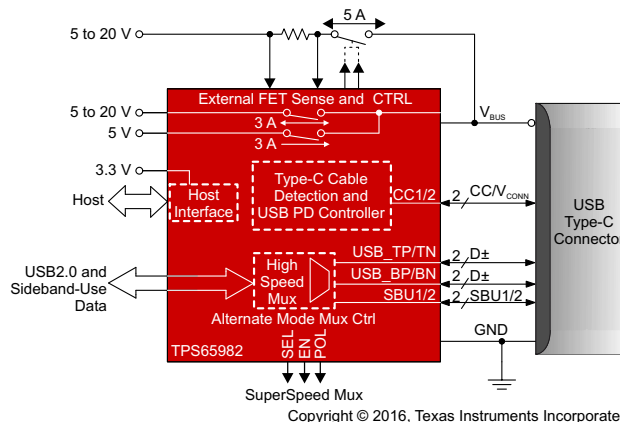 5 A
5 to 20 V
External FET Sense and CTRL
5 to 20 V
3 A
5 V
3 A
VBUS
3.3 V
Host
Host
Interface
Type-C Cable
Detection and
USB PD Controller
CC1/2
2
CC/VCONN
USB
Type-C
Connector
USB2.0 and
Sideband-Use
Data
High
Speed
Mux
USB_TP/TN
2
D±
USB_BP/BN
2
D±
SBU1/2
2
SBU1/2
Alternate Mode Mux Ctrl
GND
TPS65982
SEL
EN
POL
SuperSpeed Mux
Copyright © 2016, Texas Instruments Incorporate